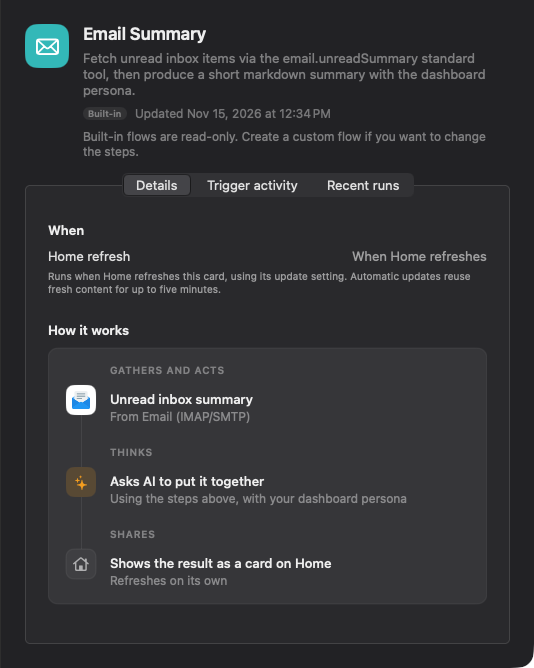 Email Summary
Fetch unread inbox items via the email.unreadSummary standard
tool, then produce a short markdown summary with the dashboard
persona.
Built-in Updated Nov 15, 2026 at 12:34 PM
Built-in flows are read-only. Create a custom flow if you want to change
the steps.
Details Trigger activity Recent runs
When
Home refresh When Home refreshes
Runs when Home refreshes this card, using its update setting. Automatic updates reuse
fresh content for up to five minutes.
How it works
GATHERS AND ACTS
Unread inbox summary
From Email (IMAP/SMTP)
THINKS
Asks AI to put it together
Using the steps above, with your dashboard persona
SHARES
Shows the result as a card on Home
Refreshes on its own